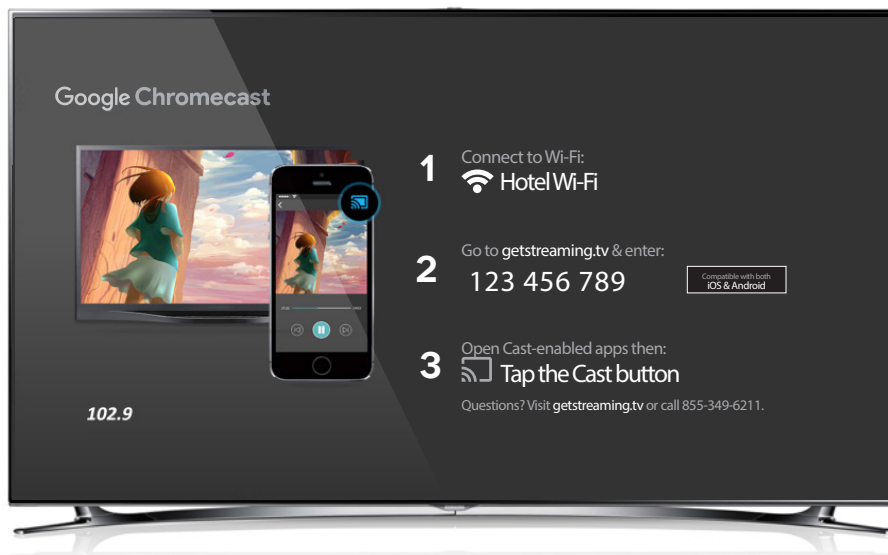 Google Chromecast
1
Connect to Wi-Fi:
Hotel Wi-Fi
2
Go to getstreaming.tv & enter:
123 456 789
Compatible with both
iOS & Android
3
Open Cast-enabled apps then:
Tap the Cast button
Questions? Visit getstreaming.tv or call 855-349-6211.
102.9